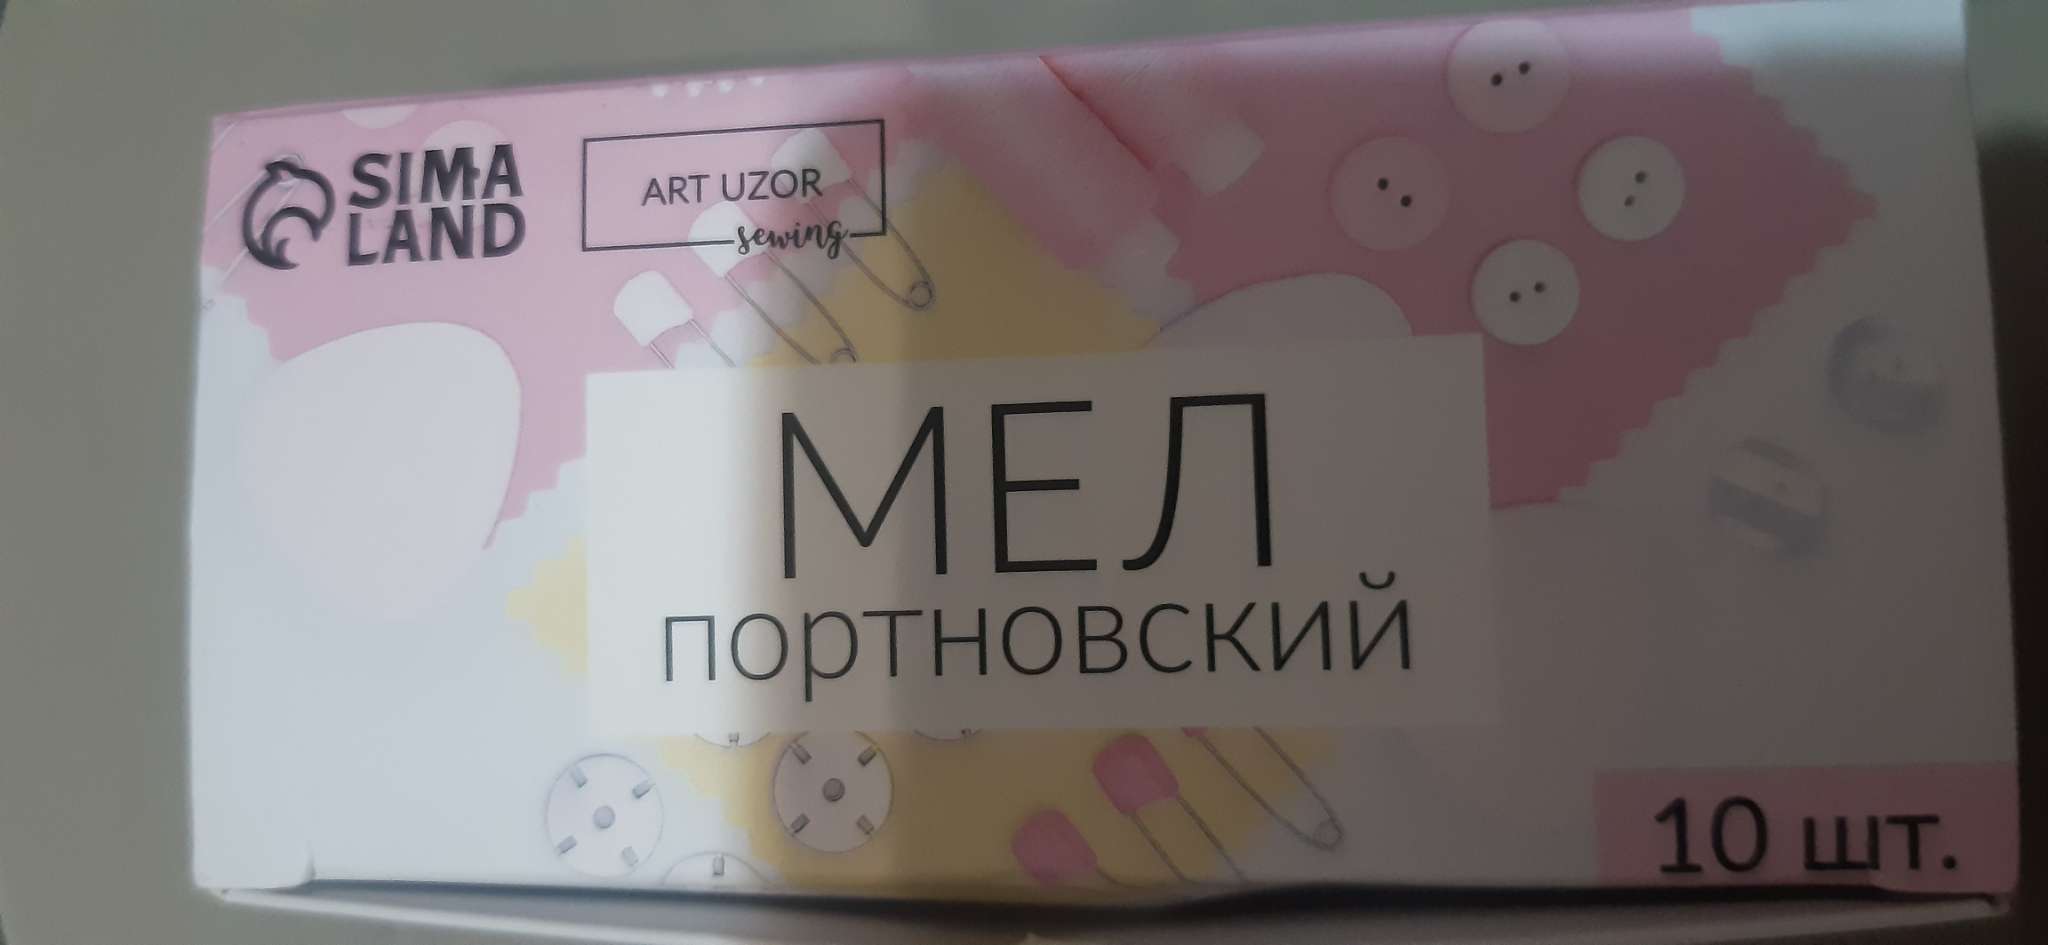 SIMA
LAND
ART UZOR
sewing
МЕЛ
портновский
10 шт.